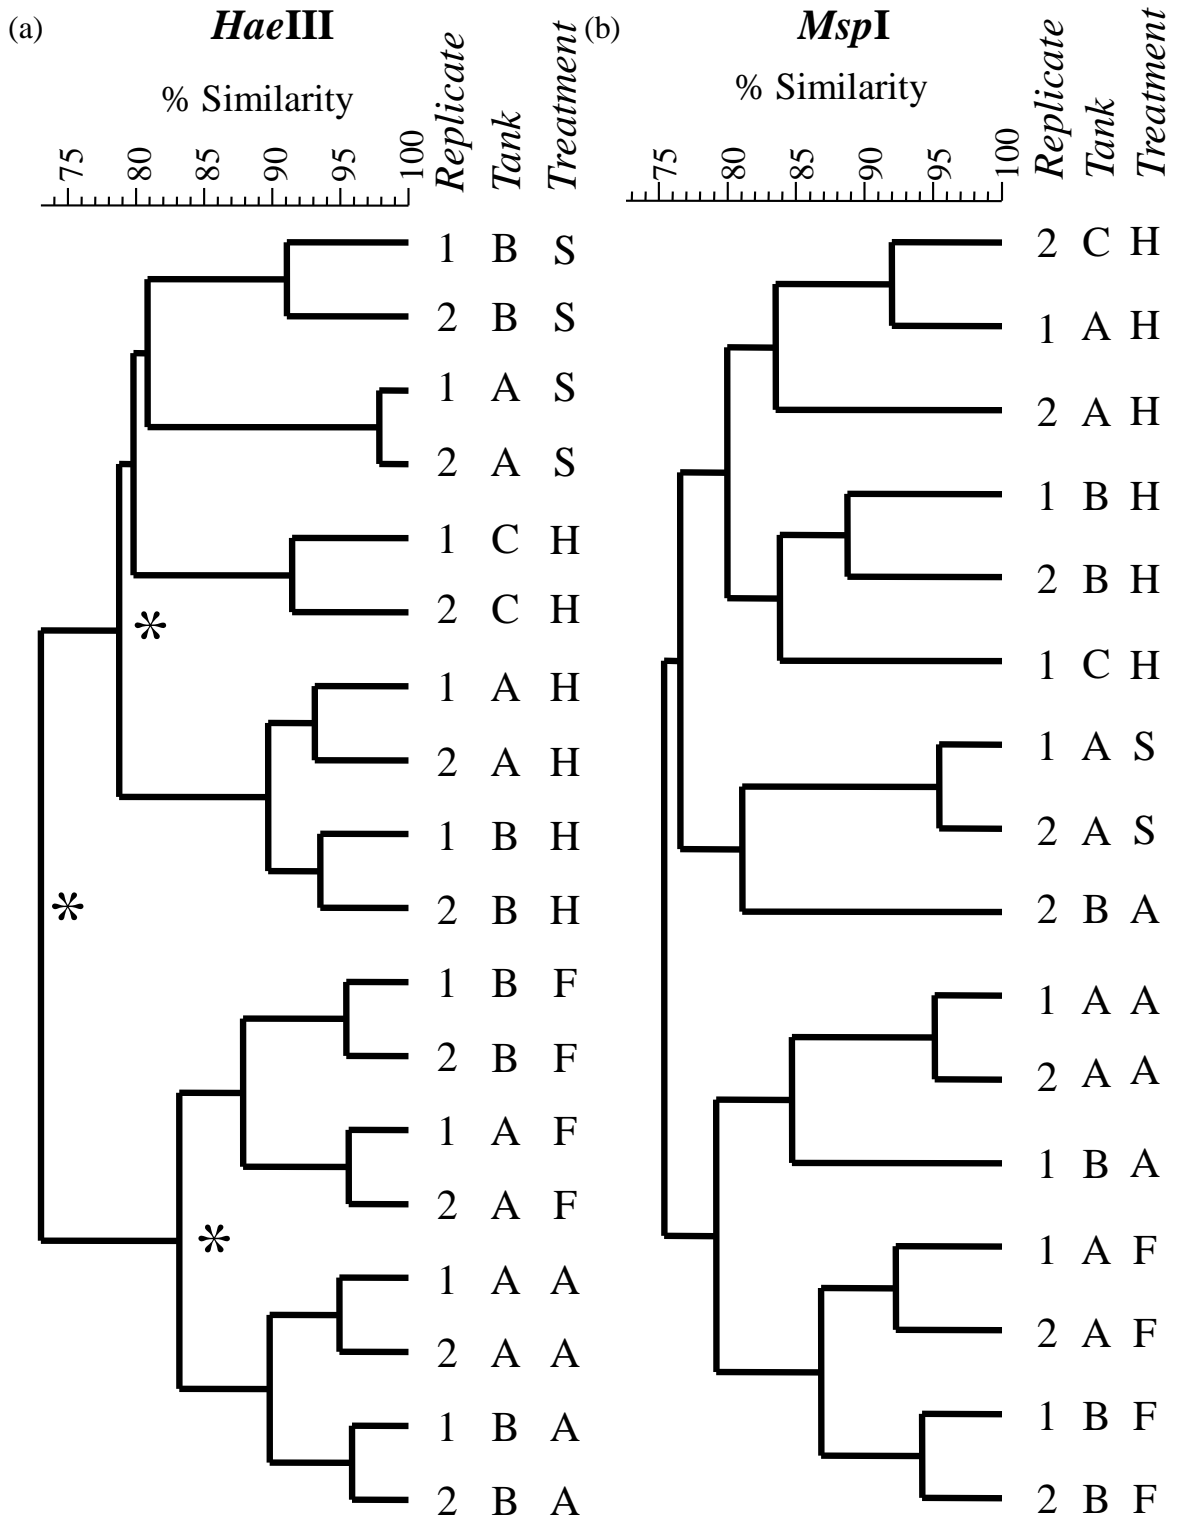 (a) HaeIII
% Similarity
75 80 85 90 95 100 Replicate Tank Treatment
1 B S
2 B S
1 A S
2 A S
1 C H
2 C H
*
1 A H
2 A H
1 B H
2 B H
*
1 B F
2 B F
1 A F
2 A F
*
1 A A
2 A A
1 B A
2 B A
(b) MspI
% Similarity
75 80 85 90 95 100 Replicate Tank Treatment
2 C H
1 A H
2 A H
1 B H
2 B H
1 C H
1 A S
2 A S
2 B A
1 A A
2 A A
1 B A
1 A F
2 A F
1 B F
2 B F